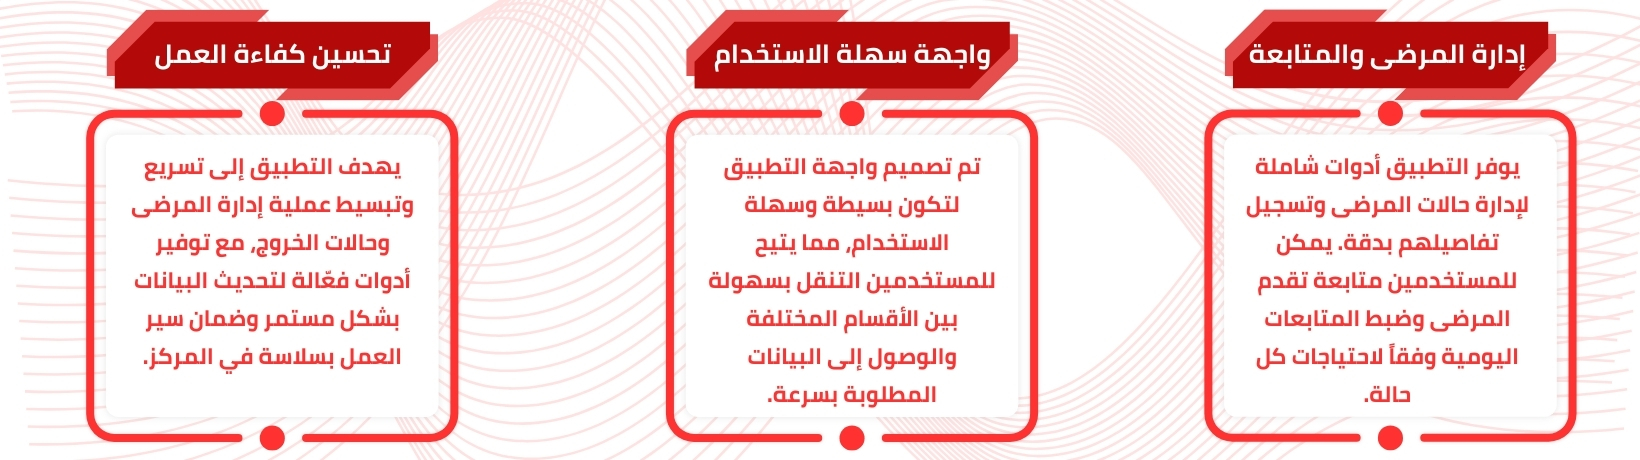 إدارة المرضى والمتابعة
يوفر التطبيق أدوات شاملة
لإدارة حالات المرضى وتسجيل
تفاصيلهم بدقة. يمكن
للمستخدمين متابعة تقدم
المرضى وضبط المتابعات
اليومية وفقاً لاحتياجات كل
حالة.
واجهة سهلة الاستخدام
تم تصميم واجهة التطبيق
لتكون بسيطة وسهلة
الاستخدام، مما يتيح
للمستخدمين التنقل بسهولة
بين الأقسام المختلفة
والوصول إلى البيانات
المطلوبة بسرعة.
تحسين كفاءة العمل
يهدف التطبيق إلى تسريع
وتبسيط عملية إدارة المرضى
وحالات الخروج، مع توفير
أدوات فعّالة لتحديث البيانات
بشكل مستمر وضمان سير
العمل بسلاسة في المركز.